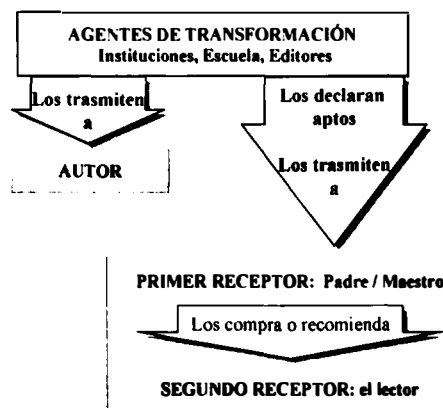 AGENTES DE TRANSFORMACIÓN
Instituciones, Escuela, Editores
Los trasmiten
a
AUTOR
Los declaran
aptos
Los trasmiten
a
PRIMER RECEPTOR: Padre / Maestro
Los compra o recomienda
SEGUNDO RECEPTOR: el lector